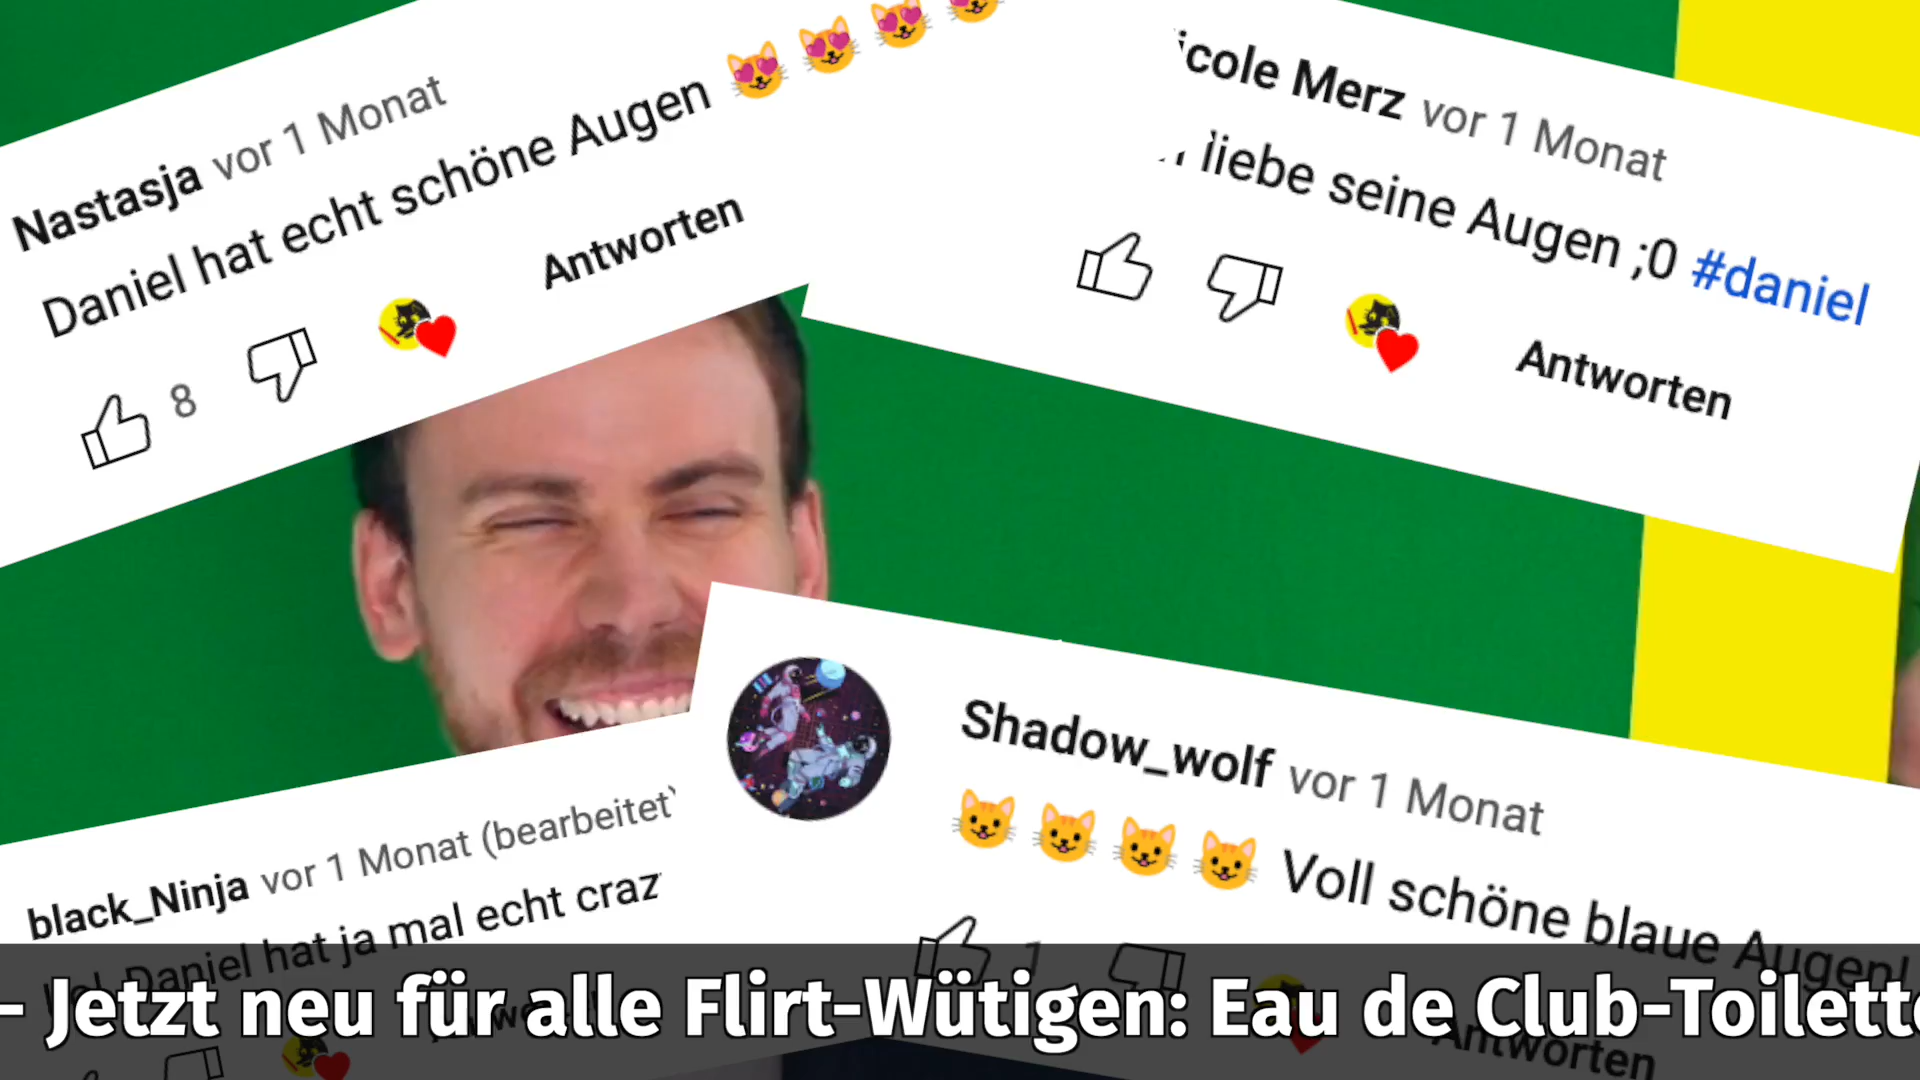 Nastasja vor 1 Monat
Daniel hat echt schöne Augen 😻 😻 😻 😻
8
Antworten
icole Merz vor 1 Monat
liebe seine Augen ;0 #daniel
Antworten
Shadow_wolf vor 1 Monat
😺 😺 😺 😺 Voll schöne blaue Augen!
1
Antworten
black_Ninja vor 1 Monat (bearbeitet)
Daniel hat ja mal echt craz
- Jetzt neu für alle Flirt-Wütigen: Eau de Club-Toilette